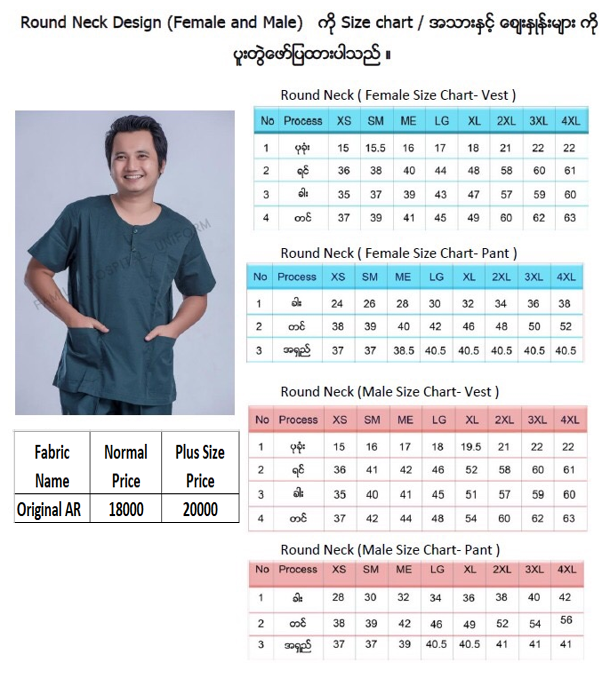 Round Neck Design (Female and Male) ကို Size chart / အသားနှင့် ဈေးနှုန်းများ ကို
ပူးတွဲဖော်ပြထားပါသည် ။
Round Neck ( Female Size Chart- Vest )
No Process XS SM ME LG XL 2XL 3XL 4XL
1 ပုခုံး 15 15.5 16 17 18 21 22 22
2 ရင် 36 38 40 44 48 58 60 61
3 ခါး 35 37 39 43 47 57 59 60
4 တင် 37 39 41 45 49 60 62 63
Round Neck ( Female Size Chart- Pant )
No Process XS SM ME LG XL 2XL 3XL 4XL
1 ခါး 24 26 28 30 32 34 36 38
2 တင် 38 39 40 42 46 48 50 52
3 အရှည် 37 37 38.5 40.5 40.5 40.5 40.5 40.5
Round Neck (Male Size Chart- Vest )
No Process XS SM ME LG XL 2XL 3XL 4XL
1 ပုခုံး 15 16 17 18 19.5 21 22 22
2 ရင် 36 41 42 46 52 58 60 61
3 ခါး 35 40 41 45 51 57 59 60
4 တင် 37 42 44 48 54 60 62 63
Round Neck (Male Size Chart- Pant )
No Process XS SM ME LG XL 2XL 3XL 4XL
1 ခါး 28 30 32 34 36 38 40 42
2 တင် 38 39 42 46 49 52 54 56
3 အရှည် 37 37 39 40.5 40.5 41 41 41
Fabric Name Normal Price Plus Size Price
Original AR 18000 20000
UNIFORM